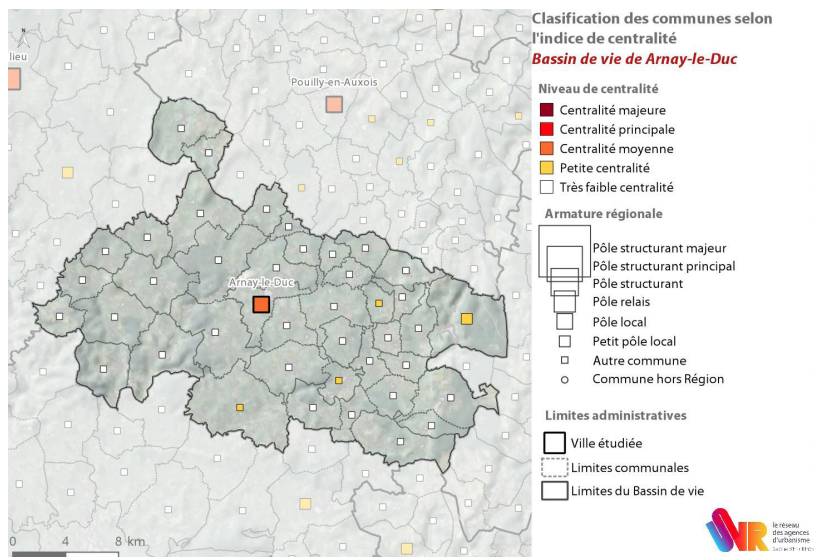 Clasification des communes selon
l'indice de centralité
Bassin de vie de Arnay-le-Duc
Niveau de centralité
Centralité majeure
Centralité principale
Centralité moyenne
Petite centralité
Très faible centralité
Armature régionale
Pôle structurant majeur
Pôle structurant principal
Pôle structurant
Pôle relais
Pôle local
Petit pôle local
Autre commune
Commune hors Région
Limites administratives
Ville étudiée
Limites communales
Limites du Bassin de vie
N
lieu
Pouilly-en-Auxois
Arnay-le-Duc
0 4 8 km
le réseau
des agences
d'urbanisme